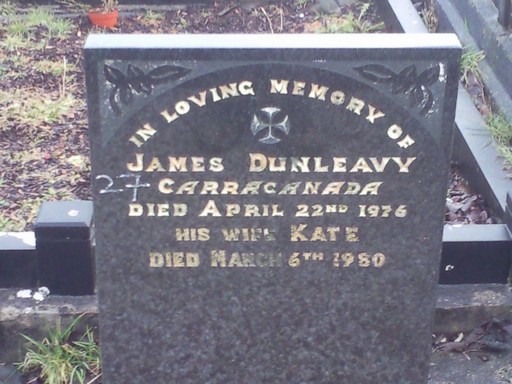 IN LOVING MEMORY OF
JAMES DUNLEAVY
27 CARRACANADA
DIED APRIL 22ND 1976
HIS WIFE KATE
DIED MARCH 6TH 1980